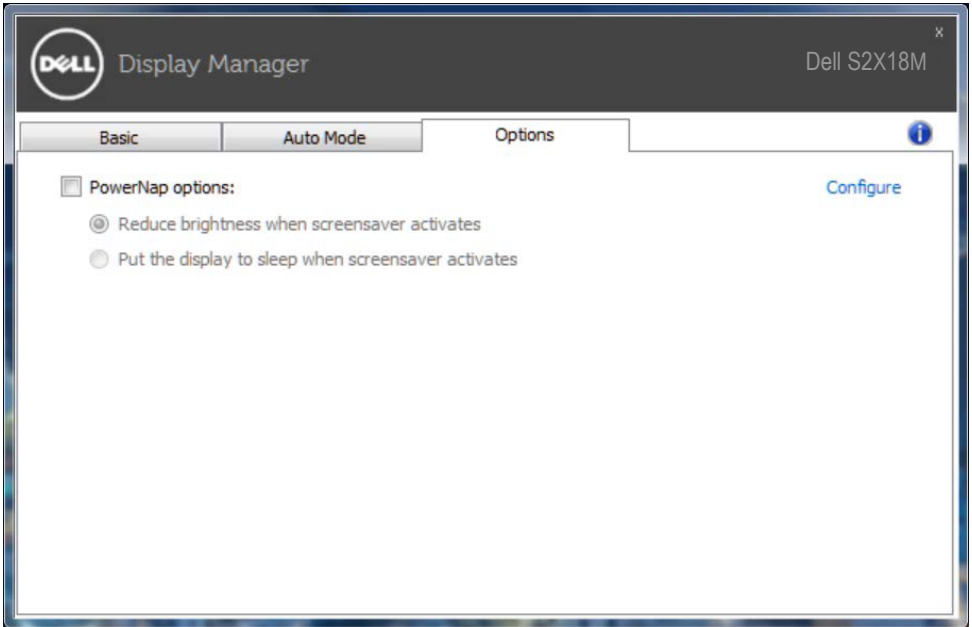 x
DELL Display Manager
Dell S2X18M
Basic Auto Mode Options i
PowerNap options: Configure
Reduce brightness when screensaver activates
Put the display to sleep when screensaver activates